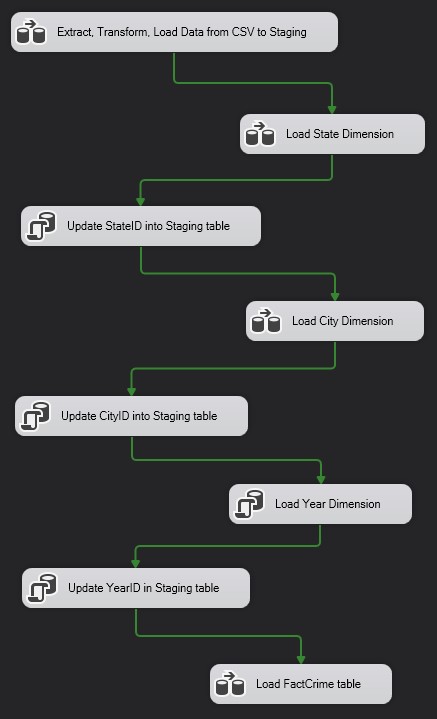 Extract, Transform, Load Data from CSV to Staging
Load State Dimension
Update StateID into Staging table
Load City Dimension
Update CityID into Staging table
Load Year Dimension
Update YearID in Staging table
Load FactCrime table